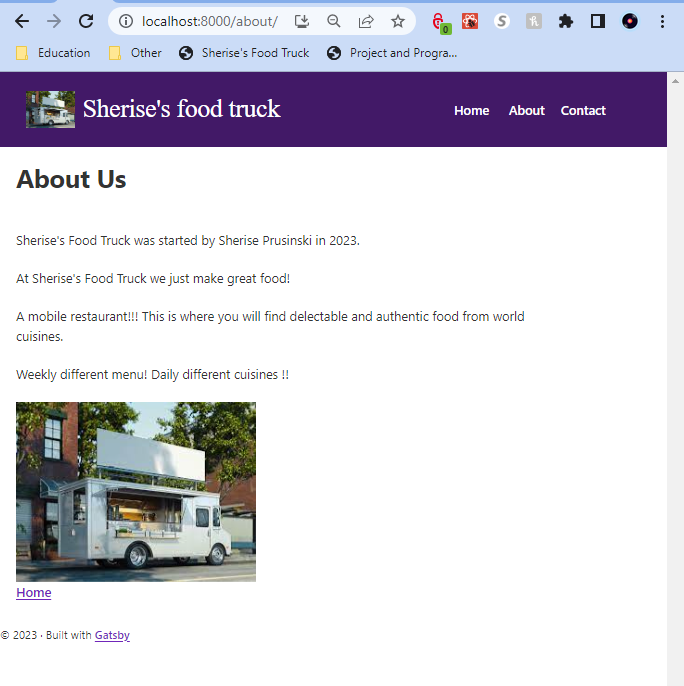 localhost:8000/about/
0
S
Education Other Sherise's Food Truck Project and Progra...
Sherise's food truck Home About Contact
About Us
Sherise's Food Truck was started by Sherise Prusinski in 2023.
At Sherise's Food Truck we just make great food!
A mobile restaurant!!! This is where you will find delectable and authentic food from world
cuisines.
Weekly different menu! Daily different cuisines !!
Home
© 2023 · Built with Gatsby